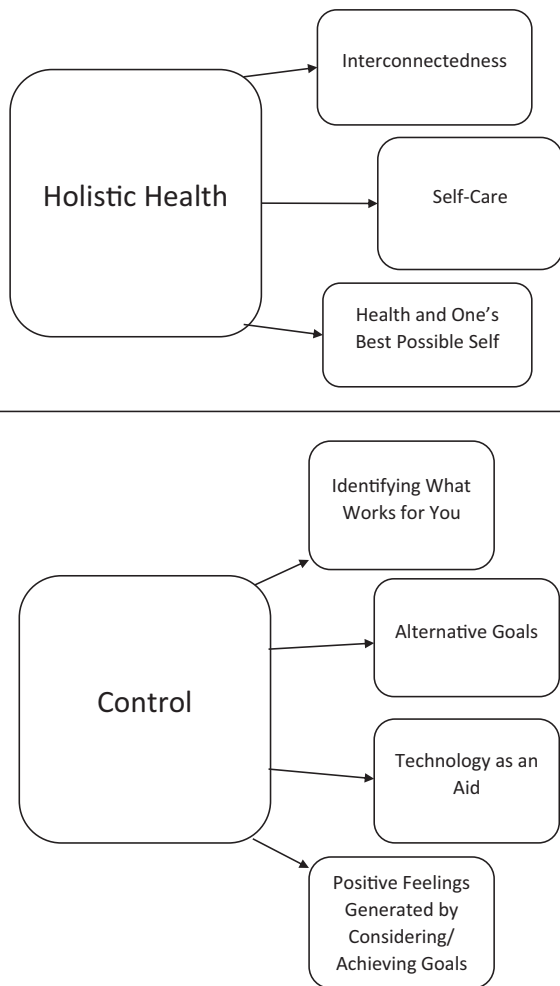 Holistic Health
Interconnectedness
Self-Care
Health and One’s
Best Possible Self
Control
Identifying What
Works for You
Alternative Goals
Technology as an
Aid
Positive Feelings
Generated by
Considering/
Achieving Goals